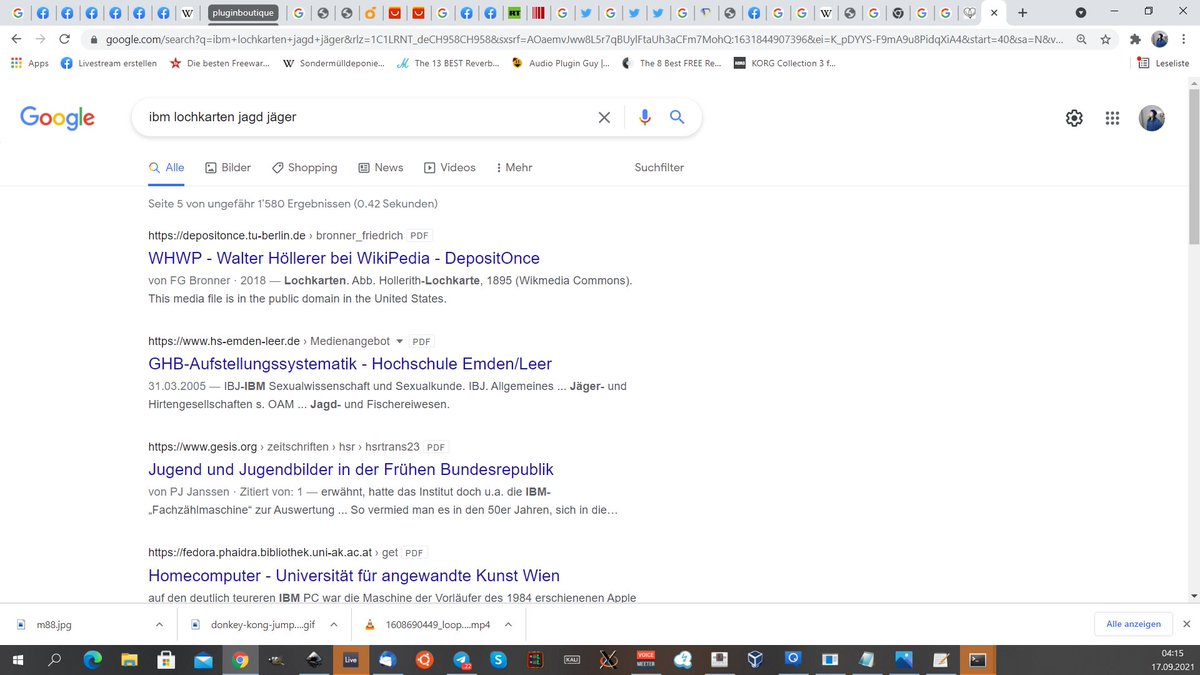 pluginboutique
google.com/search?q=ibm+lochkarten+jagd+jäger&rlz=1C1LRNT_deCH958CH958&sxsrf=AOaemvJww8L5r7qBUylFtaUh3aCFm7MohQ:1631844907396&ei=K_pDYYS-F9mA9u8PidqXiA4&start=40&sa=N&v...
Apps
Livestream erstellen
Die besten Freewar...
Sondermülldeponie...
The 13 BEST Reverb...
Audio Plugin Guy |...
The 8 Best FREE Re...
KORG Collection 3 f...
Leseliste
Google
ibm lochkarten jagd jäger
Alle
Bilder
Shopping
News
Videos
Mehr
Suchfilter
Seite 5 von ungefähr 1'580 Ergebnissen (0.42 Sekunden)
https://depositonce.tu-berlin.de › bronner_friedrich PDF
WHWP - Walter Höllerer bei WikiPedia - DepositOnce
von FG Bronner · 2018 — Lochkarten. Abb. Hollerith-Lochkarte, 1895 (Wikmedia Commons).
This media file is in the public domain in the United States.
https://www.hs-emden-leer.de › Medienangebot PDF
GHB-Aufstellungssystematik - Hochschule Emden/Leer
31.03.2005 — IBJ-IBM Sexualwissenschaft und Sexualkunde. IBJ. Allgemeines ... Jäger- und
Hirtengesellschaften s. OAM ... Jagd- und Fischereiwesen.
https://www.gesis.org › zeitschriften › hsr › hsrtrans23 PDF
Jugend und Jugendbilder in der Frühen Bundesrepublik
von PJ Janssen · Zitiert von: 1 — erwähnt, hatte das Institut doch u.a. die IBM-
„Fachzählmaschine“ zur Auswertung ... So vermied man es in den 50er Jahren, sich in die…
https://fedora.phaidra.bibliothek.uni-ak.ac.at › get PDF
Homecomputer - Universität für angewandte Kunst Wien
auf den deutlich teureren IBM PC war die Maschine der Vorläufer des 1984 erschienenen Apple
m88.jpg
donkey-kong-jump....gif
1608690449_loop....mp4
Alle anzeigen
Live
KALI
VOICE
MEETER
04:15
17.09.2021